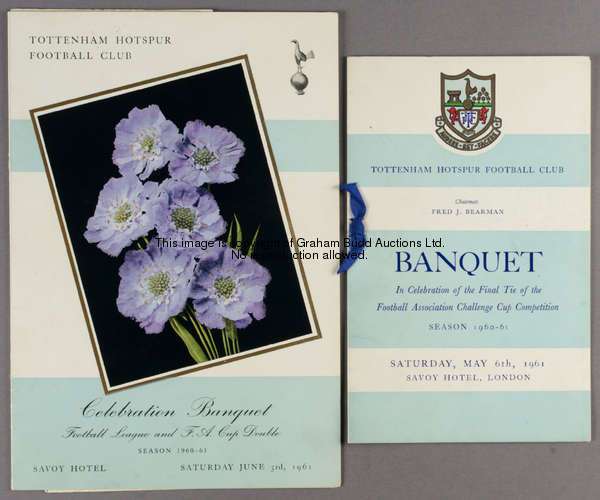 TOTTENHAM HOTSPUR
FOOTBALL CLUB
Celebration Banquet
Football League and F.A. Cup Double
SEASON 1960-61
SAVOY HOTEL SATURDAY JUNE 3rd, 1961
AUDERE·EST·FACERE
TOTTENHAM HOTSPUR FOOTBALL CLUB
Chairman:
FRED J. BEARMAN
BANQUET
In Celebration of the Final Tie of the
Football Association Challenge Cup Competition
SEASON 1960-61
SATURDAY, MAY 6th, 1961
SAVOY HOTEL, LONDON
This image is copyright of Graham Budd Auctions Ltd.
No reproduction allowed.